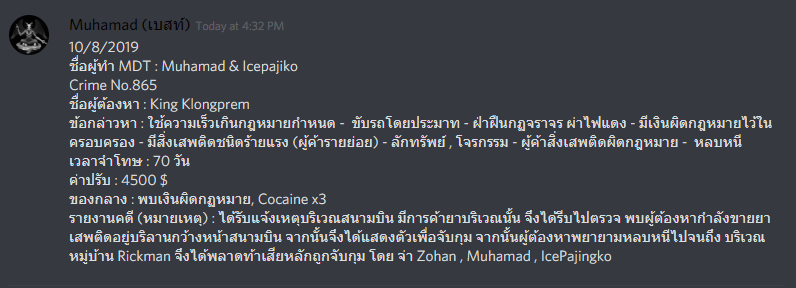 Muhamad (เบสท์) Today at 4:32 PM
10/8/2019
ชื่อผู้ทำ MDT : Muhamad & Icepajiko
Crime No.865
ชื่อผู้ต้องหา : King Klongprem
ข้อกล่าวหา : ใช้ความเร็วเกินกฎหมายกำหนด - ขับรถโดยประมาท - ฝ่าฝืนกฏจราจร ผ่าไฟแดง - มีเงินผิดกฎหมายไว้ใน
ครอบครอง - มีสิ่งเสพติดชนิดร้ายแรง (ผู้ค้ารายย่อย) - ลักทรัพย์ , โจรกรรม - ผู้ค้าสิ่งเสพติดผิดกฎหมาย - หลบหนี
เวลาจำโทษ : 70 วัน
ค่าปรับ : 4500 $
ของกลาง : พบเงินผิดกฎหมาย, Cocaine x3
รายงานคดี (หมายเหตุ) : ได้รับแจ้งเหตุบริเวณสนามบิน มีการค้ายาบริเวณนั้น จึงได้รีบไปตรวจ พบผู้ต้องหากำลังขายยา
เสพติดอยู่บริลานกว้างหน้าสนามบิน จากนั้นจึงได้แสดงตัวเพื่อจับกุม จากนั้นผู้ต้องหาพยายามหลบหนีไปจนถึง บริเวณ
หมู่บ้าน Rickman จึงได้พลาดท้าเสี่ยหลักถูกจับกุม โดย จ่า Zohan , Muhamad , IcePajingko